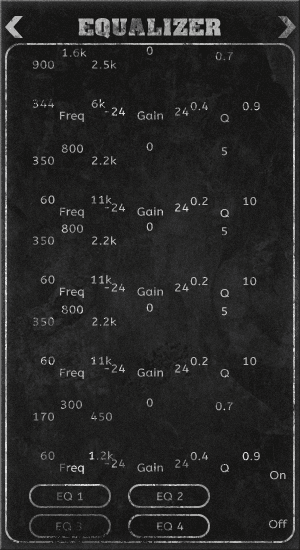 EQUALIZER
1.6k 0 0.7
900 2.5k
344 6k -24 24 0.4 0.9
Freq Gain Q
800 0 5
350 2.2k
60 11k -24 24 0.2 10
Freq Gain Q
800 0 5
350 2.2k
60 11k -24 24 0.2 10
Freq Gain Q
800 0 5
350 2.2k
60 11k -24 24 0.2 10
Freq Gain Q
300 0 0.7
170 450
60 1.2k -24 24 0.4 0.9
Freq Gain Q
On
EQ 1 EQ 2
EQ 3 EQ 4 Off